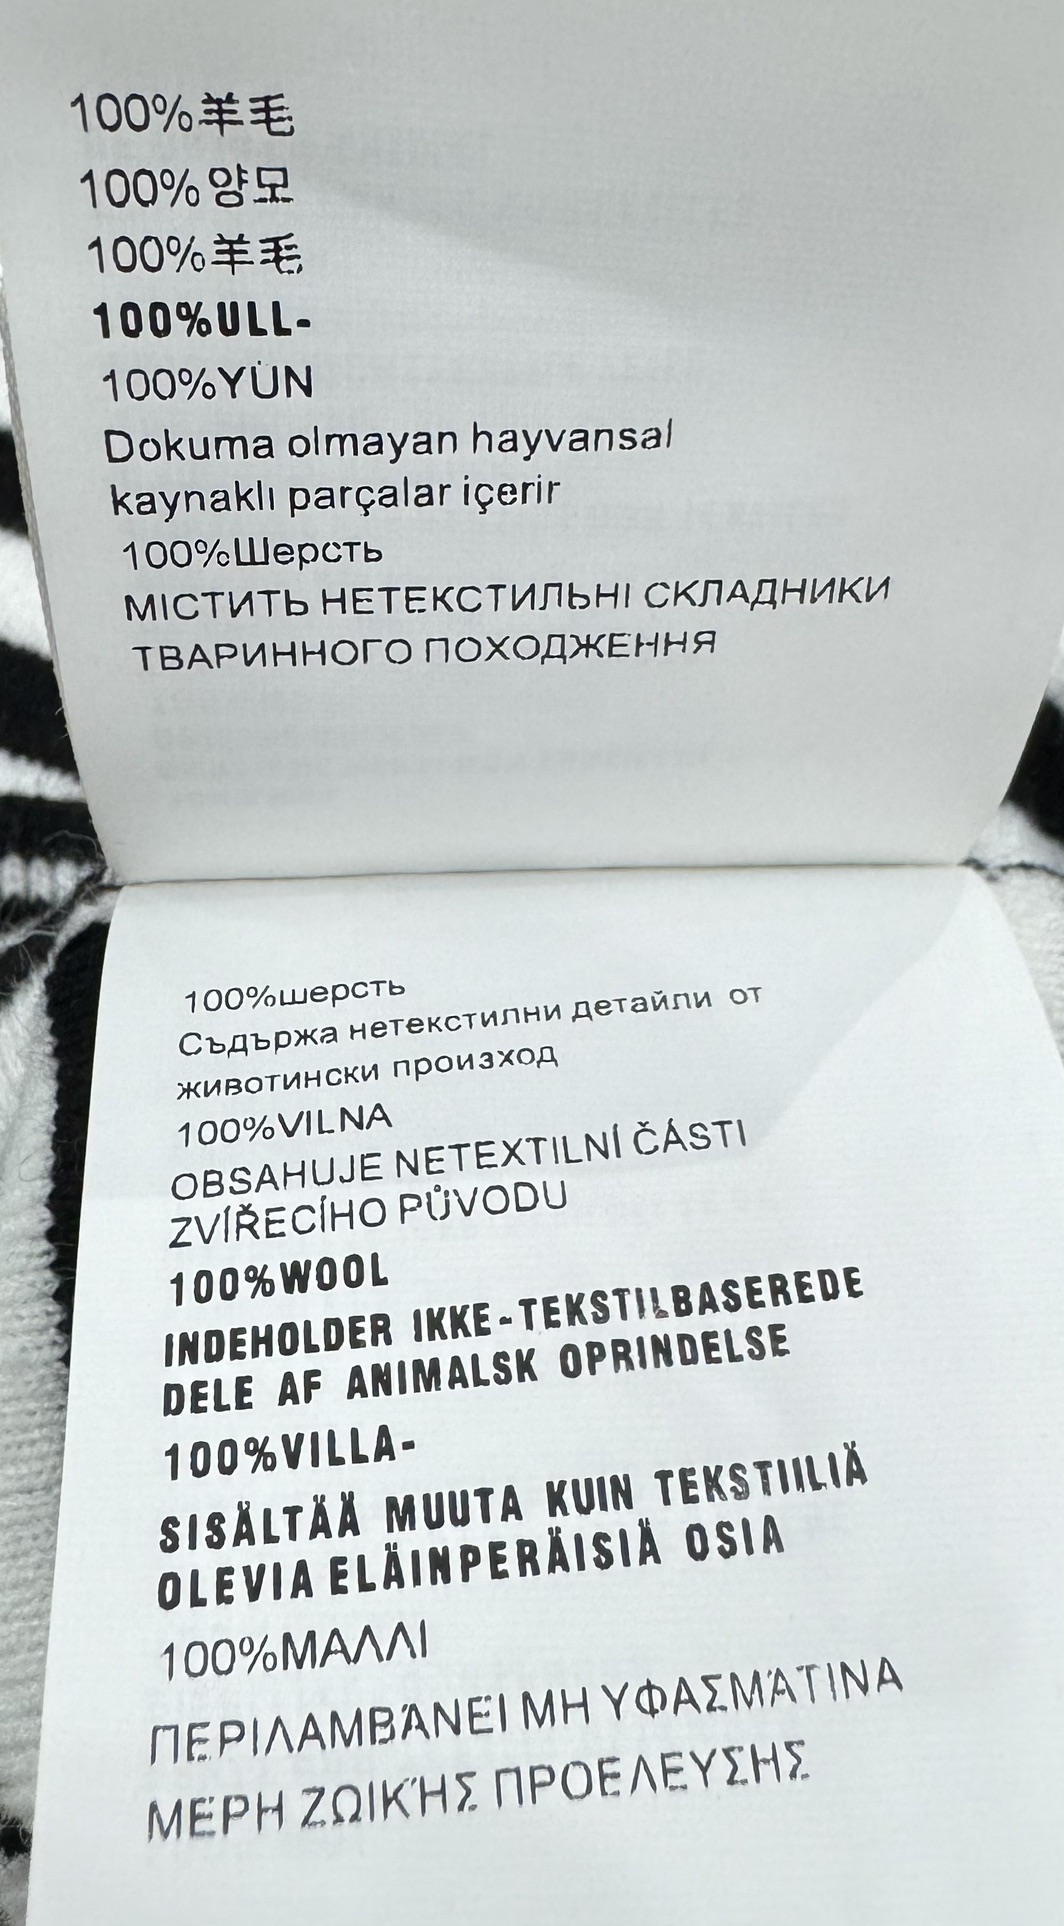 100%羊毛
100%양모
100%羊毛
100%ULL-
100%YÜN
Dokuma olmayan hayvansal
kaynaklı parçalar içerir
100%Шерсть
МІСТИТЬ НЕТЕКСТИЛЬНІ СКЛАДНИКИ
ТВАРИННОГО ПОХОДЖЕННЯ
100%шерсть
Съдържа нетекстилни детайли от
животински произход
100%VILNA
OBSAHUJE NETEXTILNÍ ČÁSTI
ZVÍŘECÍHO PŮVODU
100%WOOL
INDEHOLDER IKKE-TEKSTILBASEREDE
DELE AF ANIMALSK OPRINDELSE
100%VILLA-
SISÄLTÄÄ MUUTA KUIN TEKSTIILIÄ
OLEVIA ELÄINPERÄISIÄ OSIA
100%ΜΑΛΛΙ
ΠΕΡΙΛΑΜΒΆΝΕΙ ΜΗ ΥΦΑΣΜΆΤΙΝΑ
ΜΕΡΗ ΖΩΙΚΉΣ ΠΡΟΕΛΕΥΣΗΣ